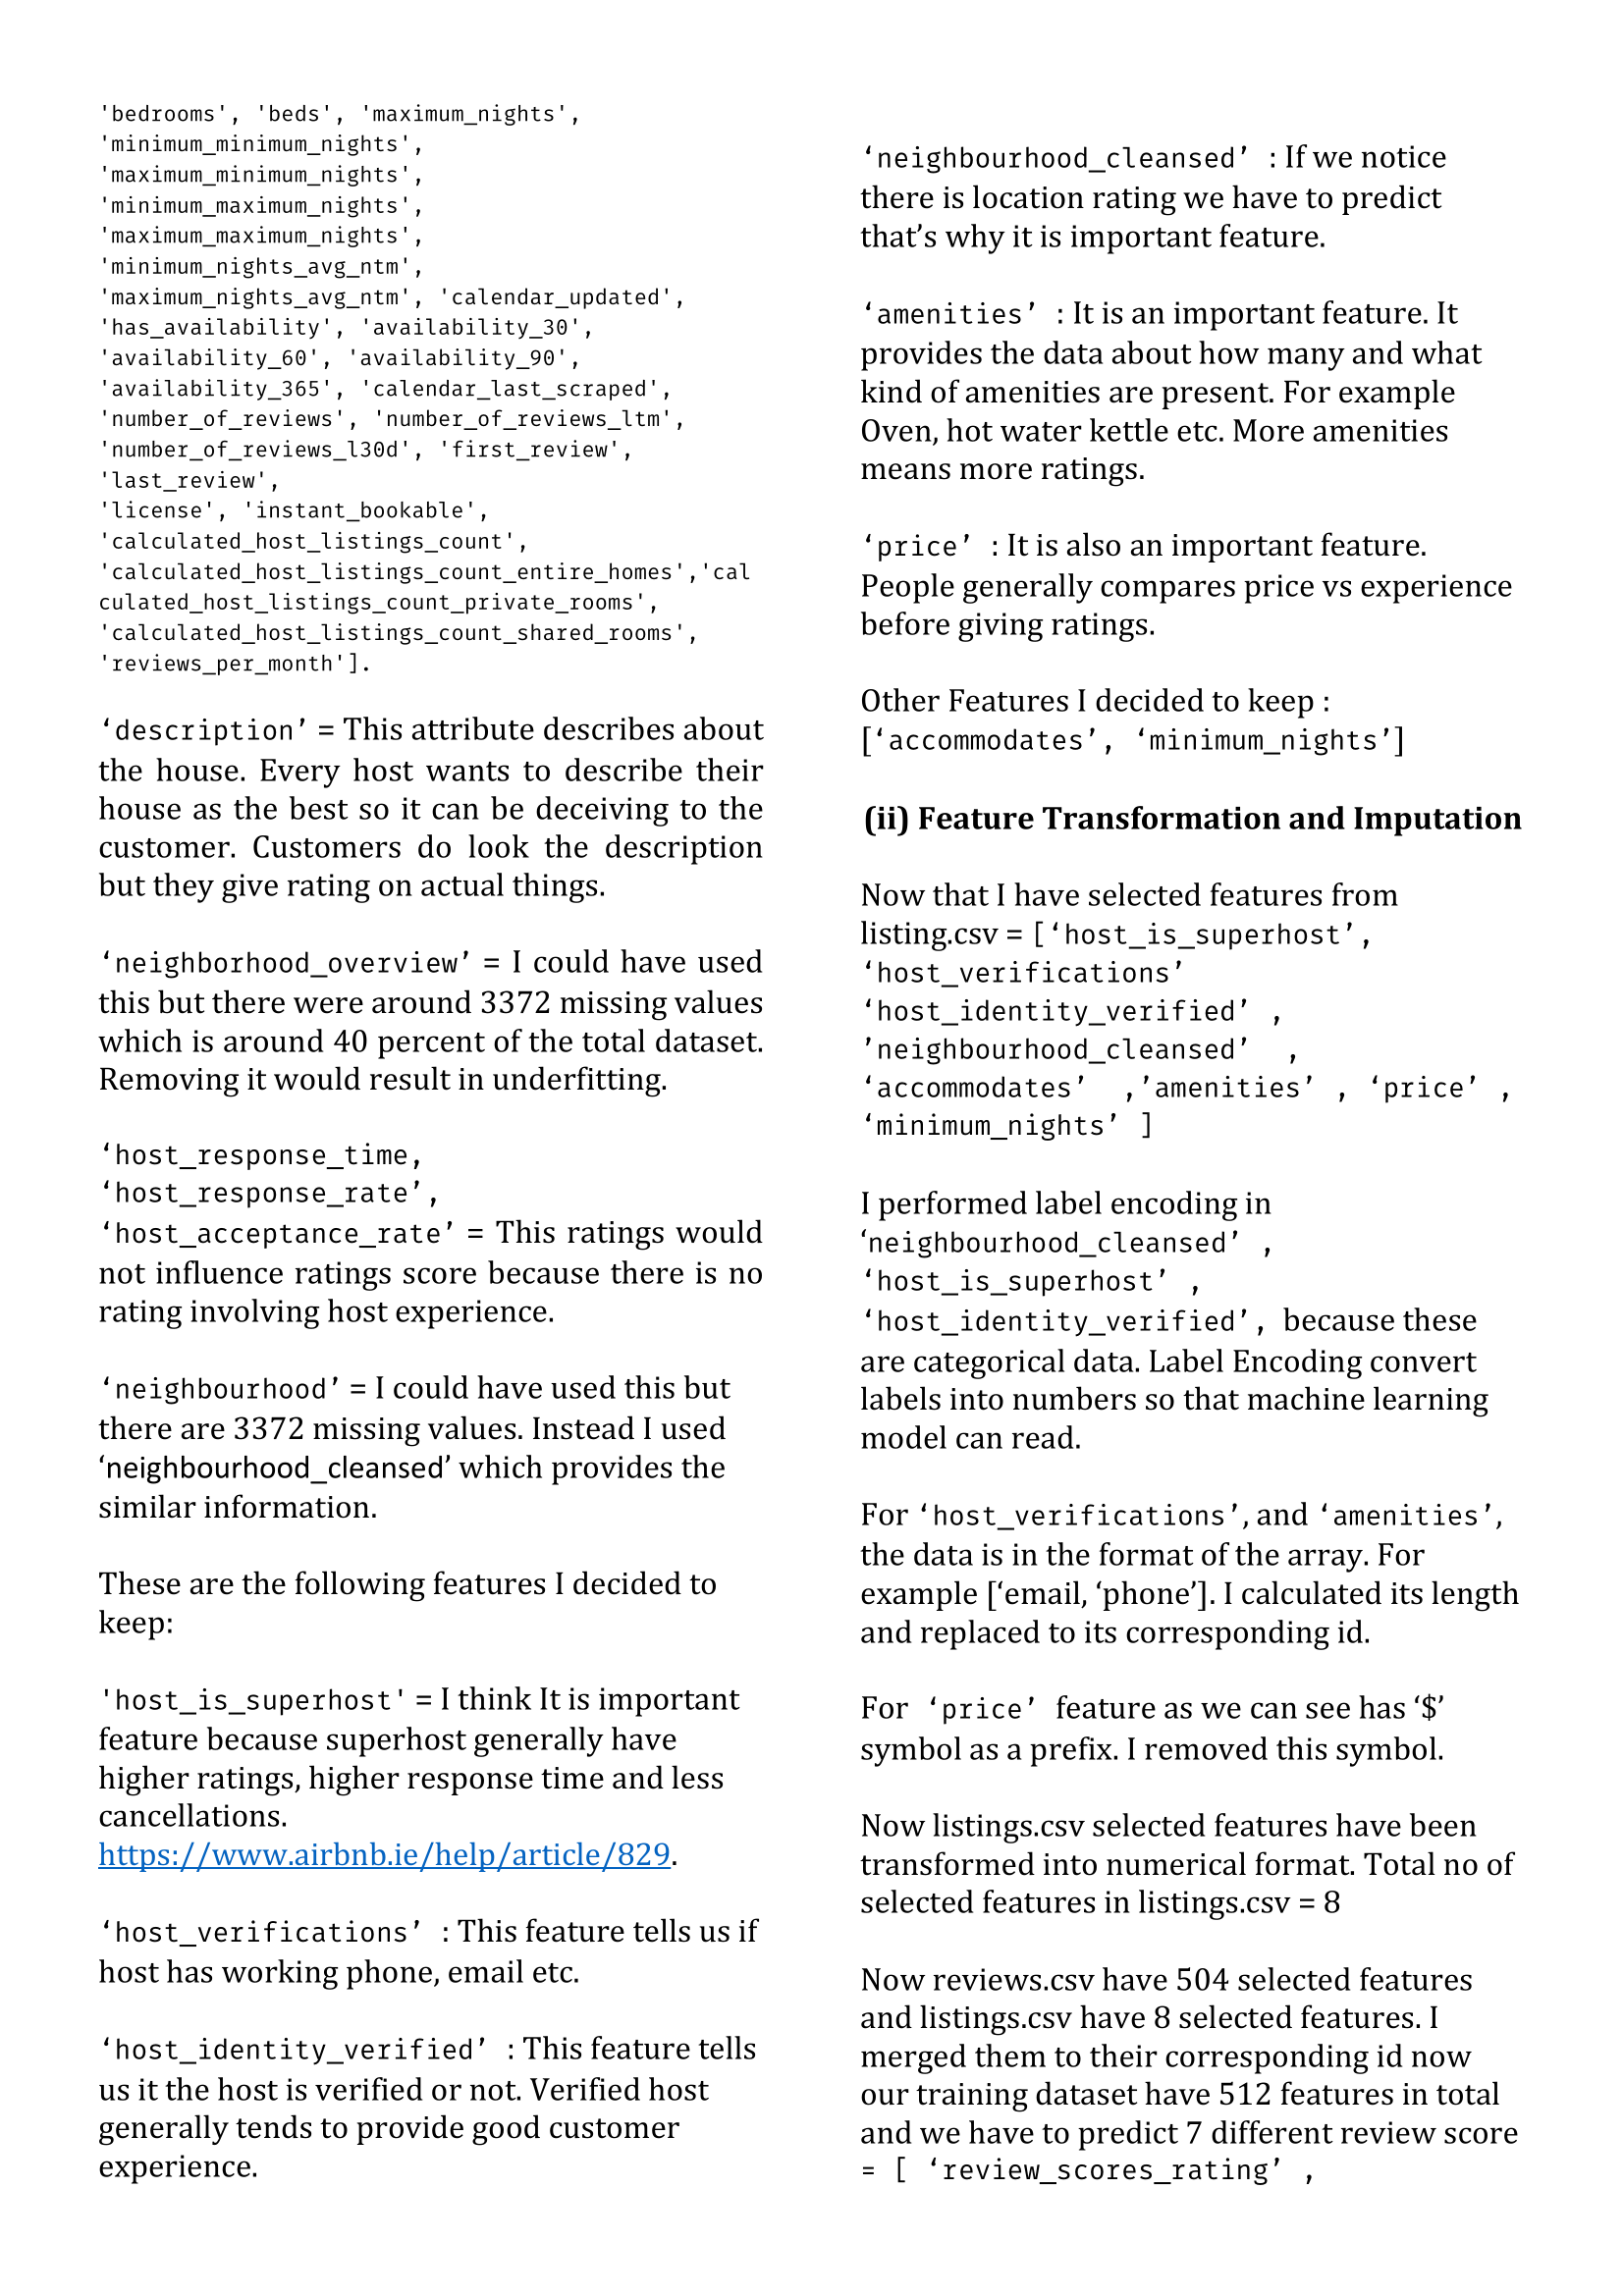 'bedrooms', 'beds', 'maximum_nights',
'minimum_minimum_nights',
'maximum_minimum_nights',
'minimum_maximum_nights',
'maximum_maximum_nights',
'minimum_nights_avg_ntm',
'maximum_nights_avg_ntm', 'calendar_updated',
'has_availability', 'availability_30',
'availability_60', 'availability_90',
'availability_365', 'calendar_last_scraped',
'number_of_reviews', 'number_of_reviews_ltm',
'number_of_reviews_l30d', 'first_review',
'last_review',
'license', 'instant_bookable',
'calculated_host_listings_count',
'calculated_host_listings_count_entire_homes','cal
culated_host_listings_count_private_rooms',
'calculated_host_listings_count_shared_rooms',
'reviews_per_month'].
‘description’ = This attribute describes about
the house. Every host wants to describe their
house as the best so it can be deceiving to the
customer. Customers do look the description
but they give rating on actual things.
‘neighborhood_overview’ = I could have used
this but there were around 3372 missing values
which is around 40 percent of the total dataset.
Removing it would result in underfitting.
‘host_response_time,
‘host_response_rate’,
‘host_acceptance_rate’ = This ratings would
not influence ratings score because there is no
rating involving host experience.
‘neighbourhood’ = I could have used this but
there are 3372 missing values. Instead I used
‘neighbourhood_cleansed’ which provides the
similar information.
These are the following features I decided to
keep:
'host_is_superhost' = I think It is important
feature because superhost generally have
higher ratings, higher response time and less
cancellations.
https://www.airbnb.ie/help/article/829.
‘host_verifications’ : This feature tells us if
host has working phone, email etc.
‘host_identity_verified’ : This feature tells
us it the host is verified or not. Verified host
generally tends to provide good customer
experience.
‘neighbourhood_cleansed’ : If we notice
there is location rating we have to predict
that’s why it is important feature.
‘amenities’ : It is an important feature. It
provides the data about how many and what
kind of amenities are present. For example
Oven, hot water kettle etc. More amenities
means more ratings.
‘price’ : It is also an important feature.
People generally compares price vs experience
before giving ratings.
Other Features I decided to keep :
[‘accommodates’, ‘minimum_nights’]
(ii) Feature Transformation and Imputation
Now that I have selected features from
listing.csv = [‘host_is_superhost’,
‘host_verifications’
‘host_identity_verified’ ,
’neighbourhood_cleansed’  ,
‘accommodates’  ,’amenities’ , ‘price’ ,
‘minimum_nights’ ]
I performed label encoding in
‘neighbourhood_cleansed’ ,
‘host_is_superhost’ ,
‘host_identity_verified’, because these
are categorical data. Label Encoding convert
labels into numbers so that machine learning
model can read.
For ‘host_verifications’, and ‘amenities’,
the data is in the format of the array. For
example [‘email, ‘phone’]. I calculated its length
and replaced to its corresponding id.
For ‘price’ feature as we can see has ‘$’
symbol as a prefix. I removed this symbol.
Now listings.csv selected features have been
transformed into numerical format. Total no of
selected features in listings.csv = 8
Now reviews.csv have 504 selected features
and listings.csv have 8 selected features. I
merged them to their corresponding id now
our training dataset have 512 features in total
and we have to predict 7 different review score
= [ ‘review_scores_rating’ ,